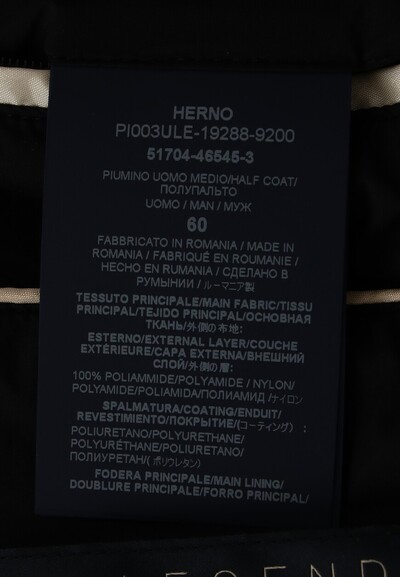 HERNO
PI003ULE-19288-9200
51704-46545-3
PIUMINO UOMO MEDIO/HALF COAT/
ПОЛУПАЛЬТО
UOMO / MAN / МУЖ
60
FABBRICATO IN ROMANIA / MADE IN
ROMANIA / FABRIQUÉ EN ROUMANIE /
HECHO EN RUMANIA / СДЕЛАНО В
РУМЫНИИ / ルーマニア製
TESSUTO PRINCIPALE/MAIN FABRIC/TISSU
PRINCIPAL/TEJIDO PRINCIPAL/ОСНОВНАЯ
ТКАНЬ/外側の布地:
ESTERNO/EXTERNAL LAYER/COUCHE
EXTÉRIEURE/CAPA EXTERNA/ВНЕШНИЙ
СЛОЙ/外側の層:
100% POLIAMMIDE/POLYAMIDE / NYLON/
POLYAMIDE/POLIAMIDA/ПОЛИАМИД /ナイロン
SPALMATURA/COATING/ENDUIT/
REVESTIMIENTO/ПОКРЫТИЕ/(コーティング) :
POLIURETANO/POLYURETHANE/
POLYURÉTHANE/POLIURETANO/
ПОЛИУРЕТАН/( ポリウレタン)
FODERA PRINCIPALE/MAIN LINING/
DOUBLURE PRINCIPALE/FORRO PRINCIPAL/
LEGEND